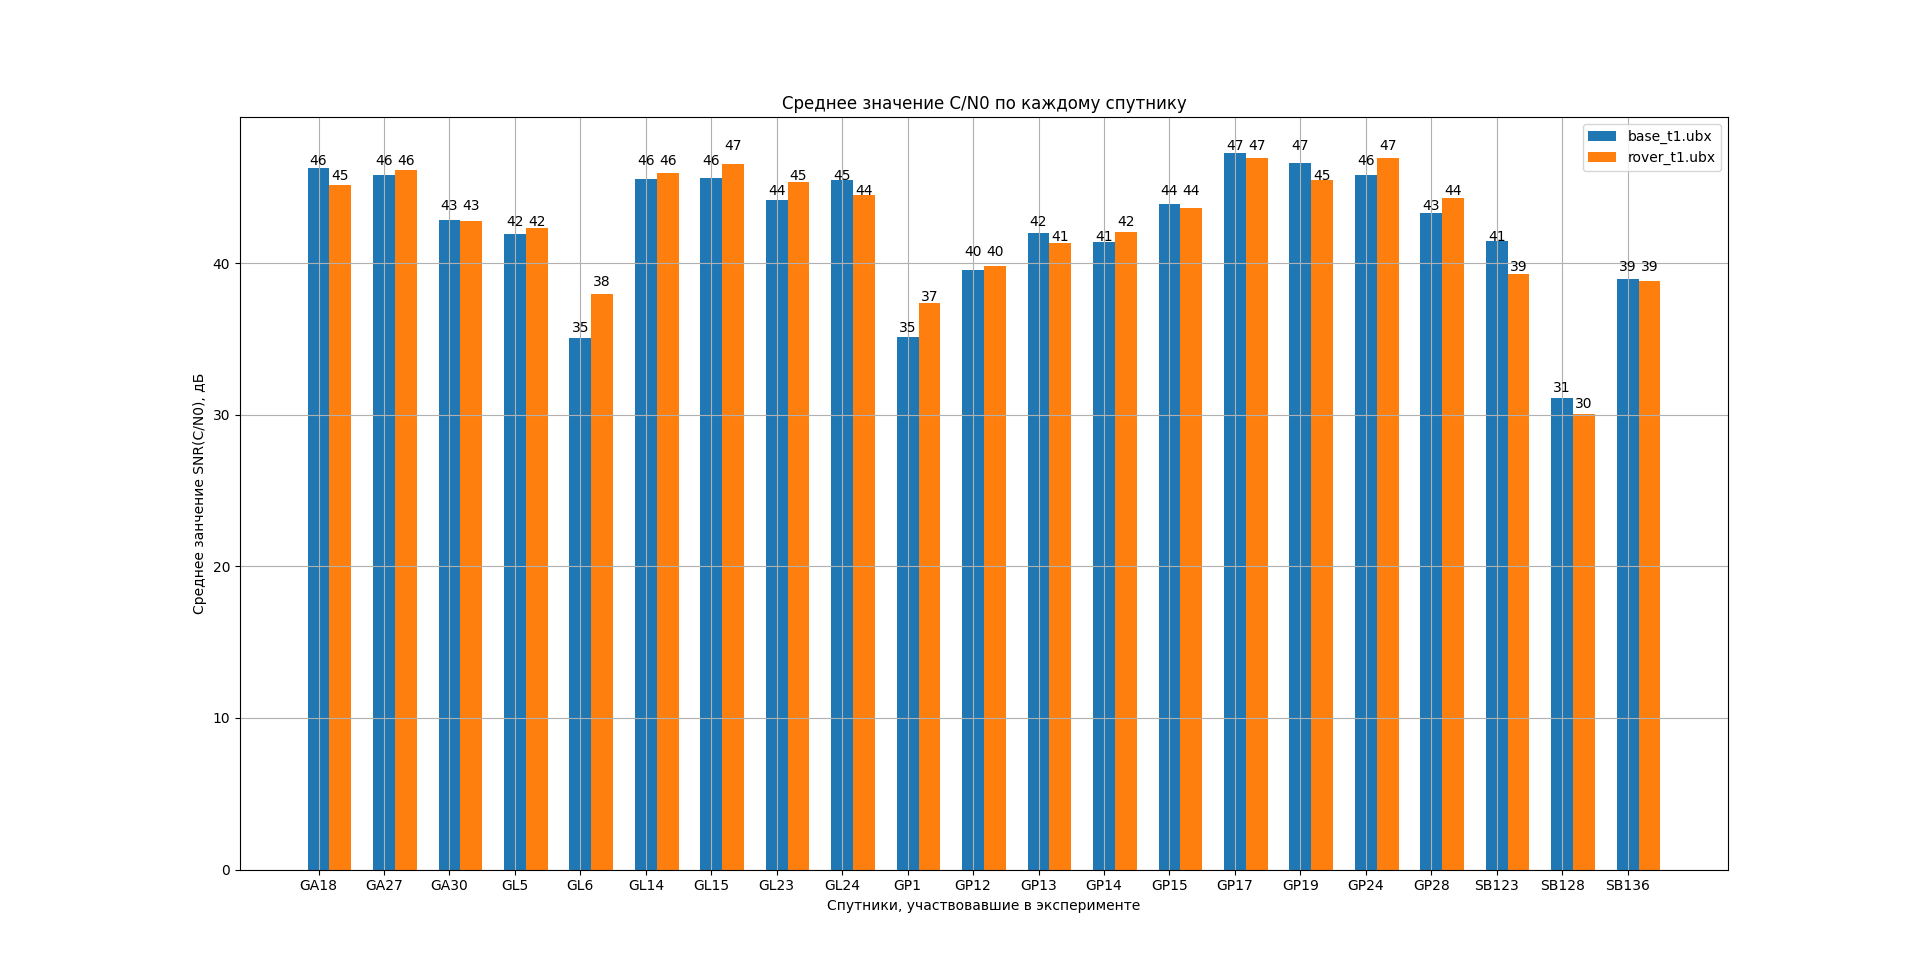 Среднее значение C/N0 по каждому спутнику
base_t1.ubx
rover_t1.ubx
46 45 46 46 43 43 42 42 35 38 46 46 46 47 44 45 45 44 35 37 40 40 42 41 41 42 44 44 47 47 47 45 46 47 43 44 41 39 31 30 39 39
Среднее занчение SNR(C/N0), дБ
40
30
20
10
0
GA18 GA27 GA30 GL5 GL6 GL14 GL15 GL23 GL24 GP1 GP12 GP13 GP14 GP15 GP17 GP19 GP24 GP28 SB123 SB128 SB136
Спутники, участвовавшие в эксперименте